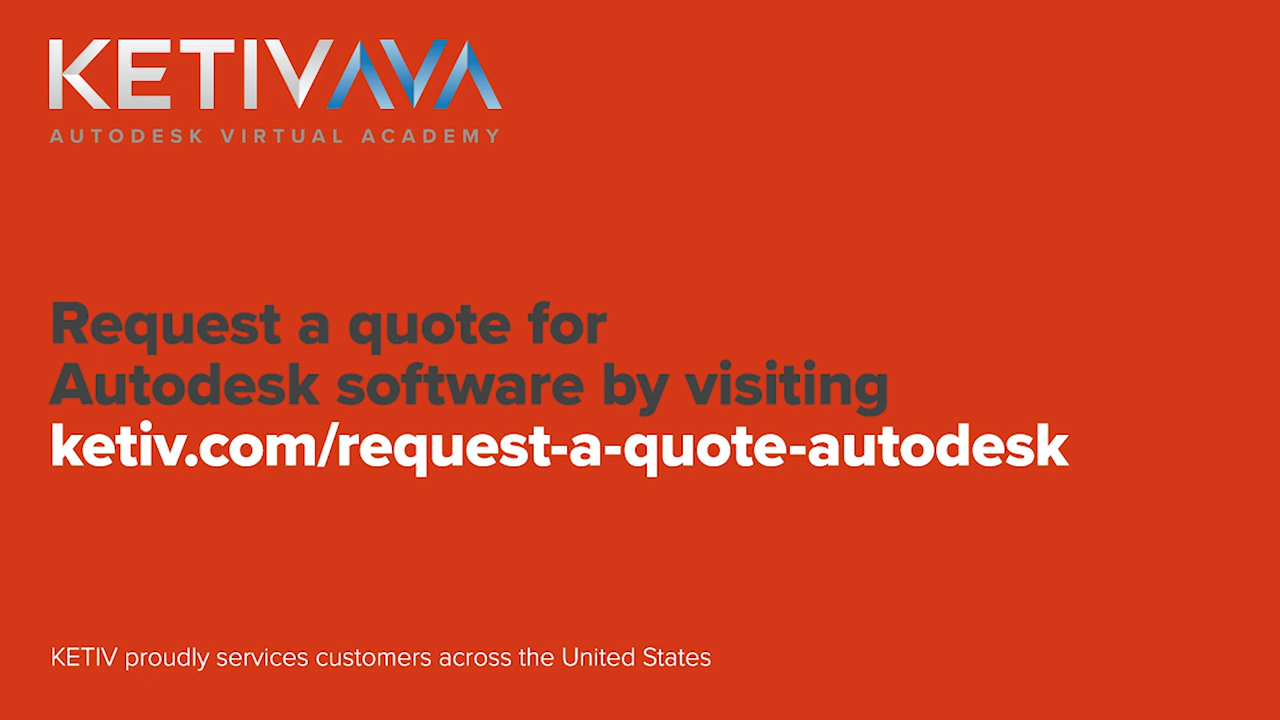 KETIVAVA
AUTODESK VIRTUAL ACADEMY
Request a quote for
Autodesk software by visiting
ketiv.com/request-a-quote-autodesk
KETIV proudly services customers across the United States